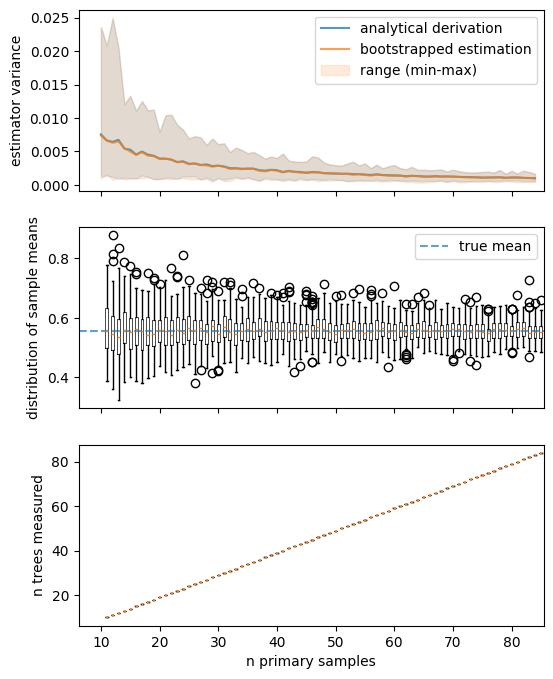 0.025
0.020
0.015
0.010
0.005
0.000
estimator variance
analytical derivation
bootstrapped estimation
range (min-max)
0.8
0.6
0.4
distribution of sample means
true mean
80
60
40
20
n trees measured
10 20 30 40 50 60 70 80
n primary samples